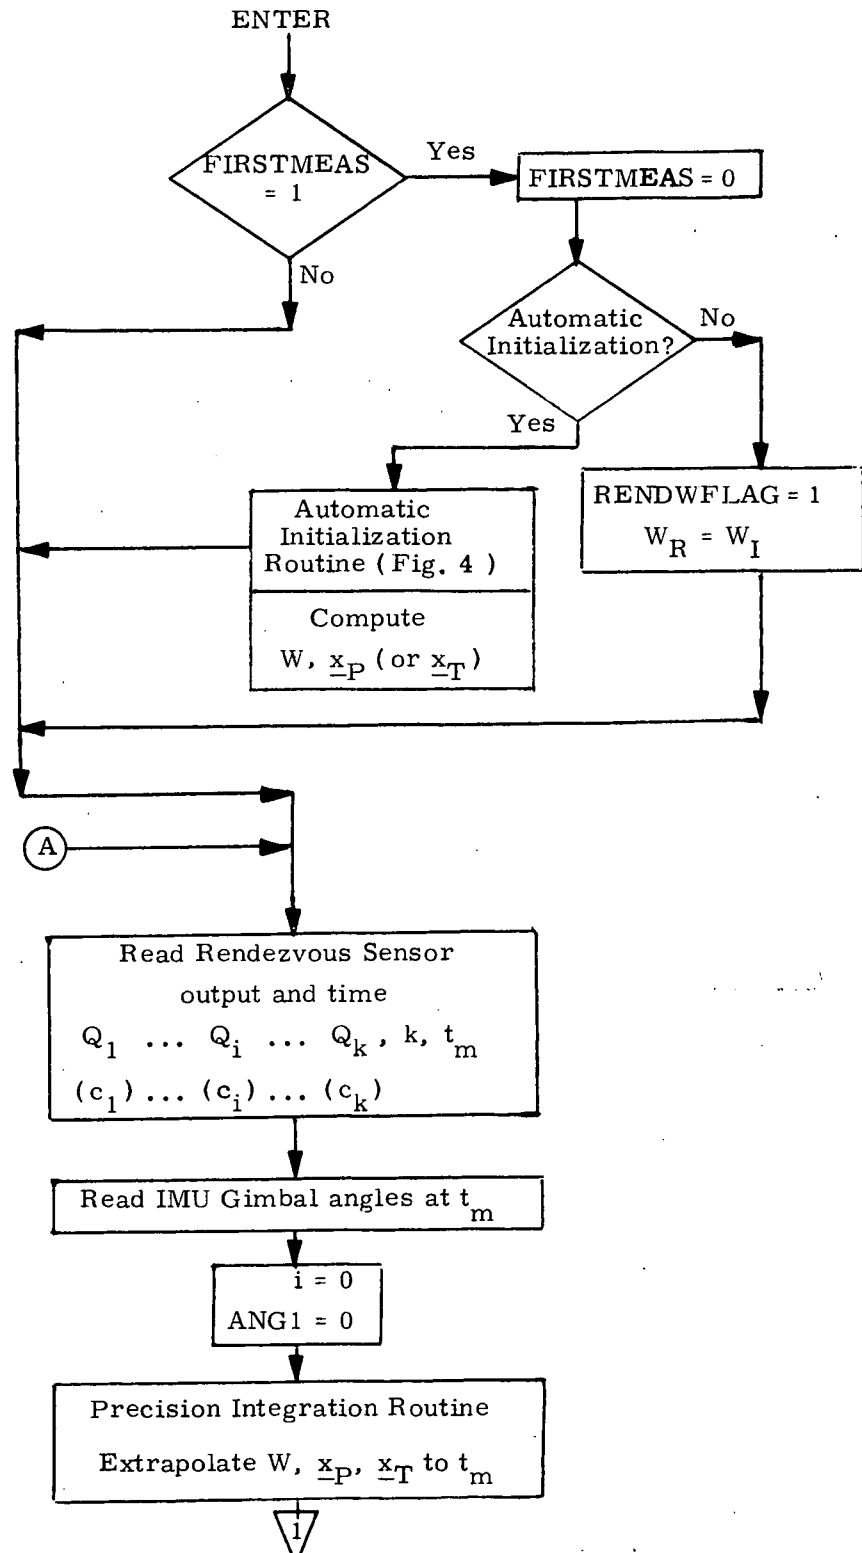 ENTER
FIRSTMEAS
= 1
Yes
FIRSTMEAS = 0
No
Automatic
Initialization?
No
Yes
RENDWFLAG = 1
W_R = W_I
Automatic
Initialization
Routine (Fig. 4 )
Compute
W, x_P (or x_T)
A
Read Rendezvous Sensor
output and time
Q_1 ... Q_i ... Q_k , k, t_m
(c_1) ... (c_i) ... (c_k)
Read IMU Gimbal angles at t_m
i = 0
ANG1 = 0
Precision Integration Routine
Extrapolate W, x_P, x_T to t_m
1